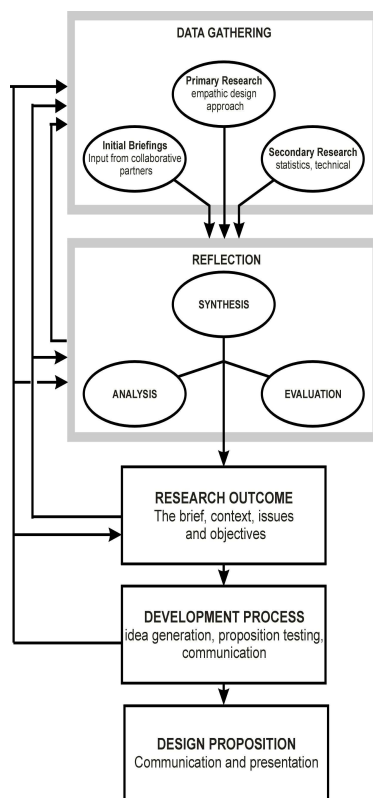 DATA GATHERING
Primary Research
empathic design
approach
Initial Briefings
Input from collaborative
partners
Secondary Research
statistics, technical
REFLECTION
SYNTHESIS
ANALYSIS
EVALUATION
RESEARCH OUTCOME
The brief, context, issues
and objectives
DEVELOPMENT PROCESS
idea generation, proposition testing,
communication
DESIGN PROPOSITION
Communication and presentation